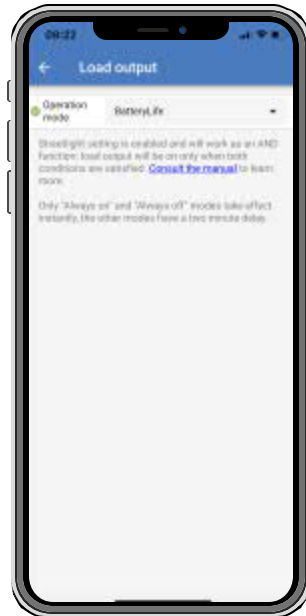 09:22
Load output
Operation
mode
BatteryLife
Streetlight setting is enabled and will work as an AND
function: load output will be on only when both
conditions are satisfied. Consult the manual to learn
more.
Only "Always on" and "Always off" modes take effect
instantly, the other modes have a two minute delay.